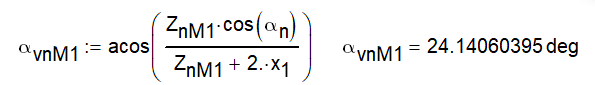 α_vnM1 := acos( (Z_nM1·cos(α_n)) / (Z_nM1 + 2.·x_1) )   α_vnM1 = 24.14060395 deg